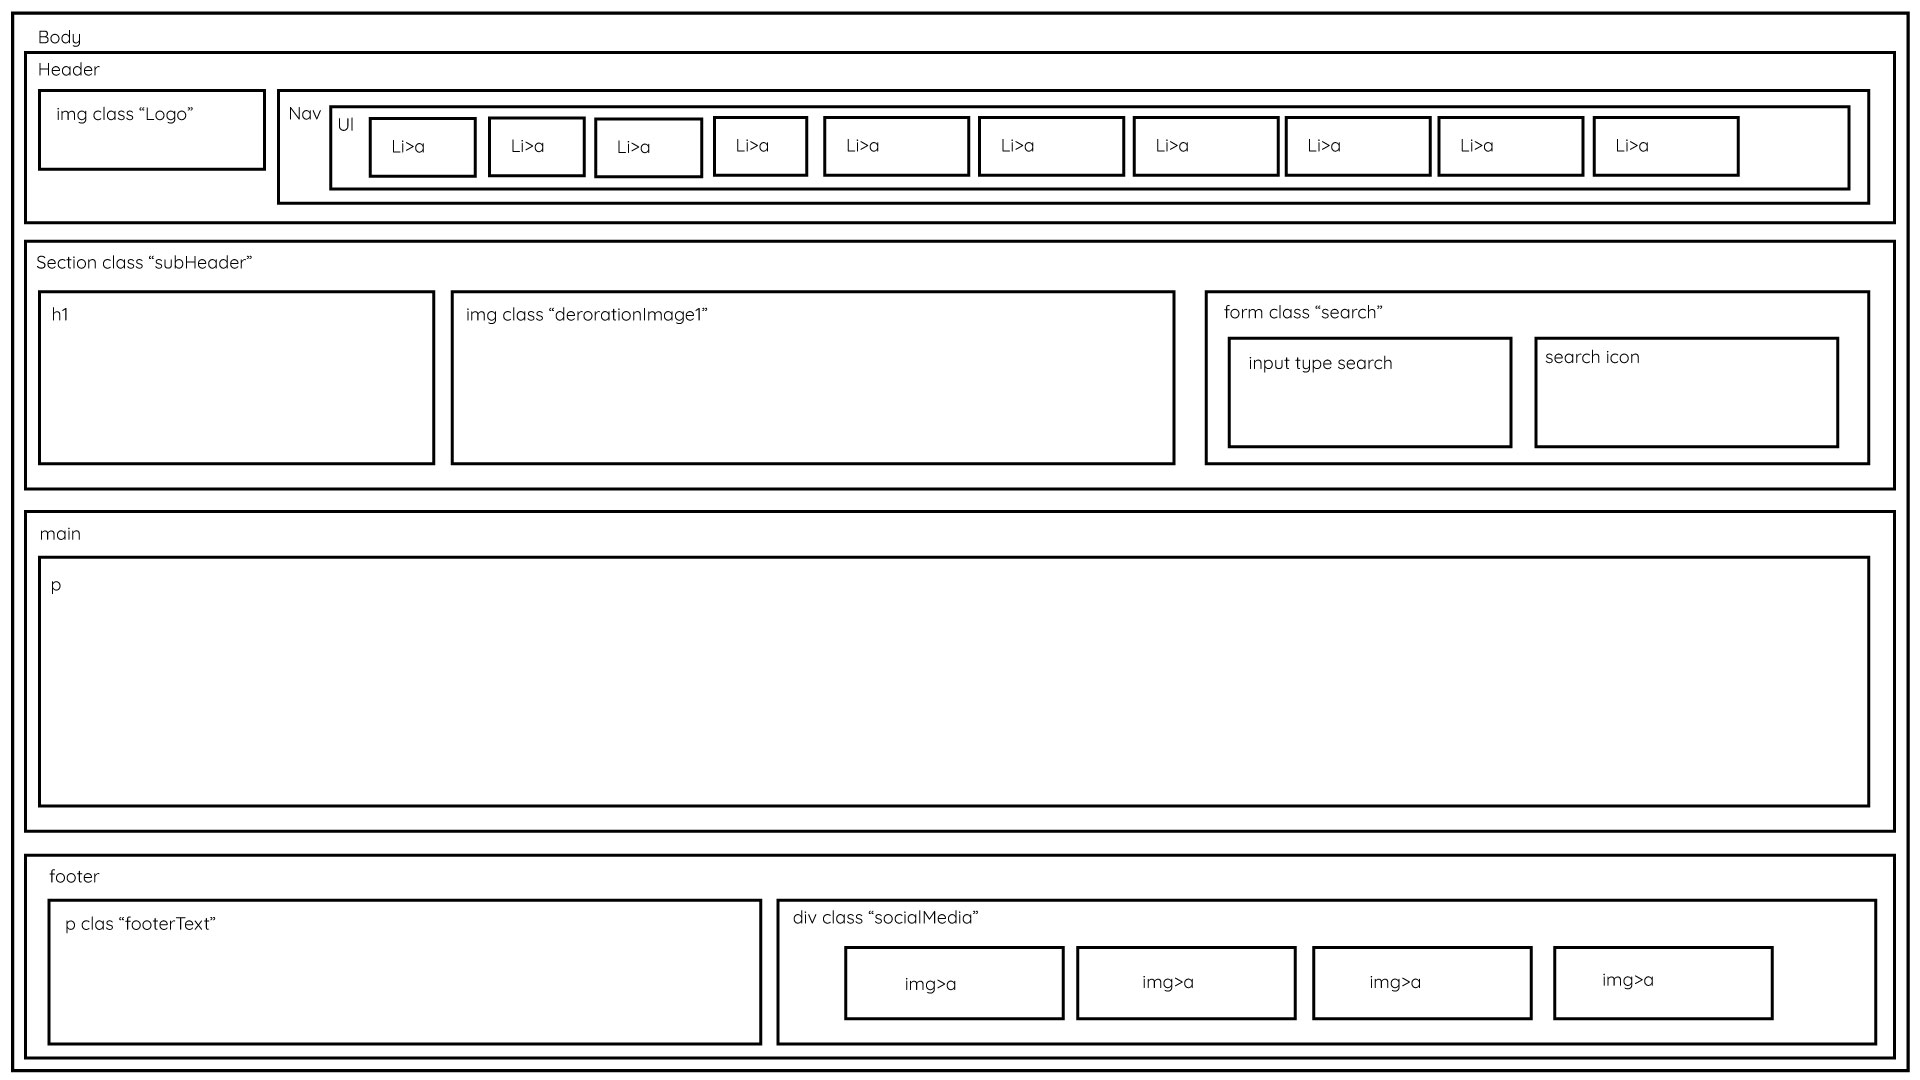 Body
Header
img class “Logo”
Nav
Ul
Li>a
Li>a
Li>a
Li>a
Li>a
Li>a
Li>a
Li>a
Li>a
Li>a
Section class “subHeader”
h1
img class “derorationImage1”
form class “search”
input type search
search icon
main
p
footer
p clas “footerText”
div class “socialMedia”
img>a
img>a
img>a
img>a